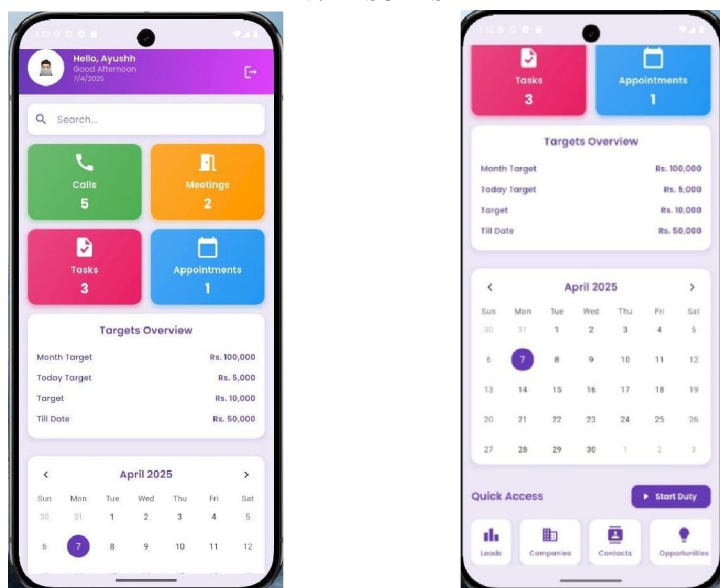 Hello, Ayushh
Good Afternoon
7/4/2025
Search...
Calls
5
Meetings
2
Tasks
3
Appointments
1
Targets Overview
Month Target Rs. 100,000
Today Target Rs. 5,000
Target Rs. 10,000
Till Date Rs. 50,000
April 2025
Sun Mon Tue Wed Thu Fri Sat
30 31 1 2 3 4 5
6 7 8 9 10 11 12
Tasks
3
Appointments
1
Targets Overview
Month Target Rs. 100,000
Today Target Rs. 5,000
Target Rs. 10,000
Till Date Rs. 50,000
April 2025
Sun Mon Tue Wed Thu Fri Sat
30 31 1 2 3 4 5
6 7 8 9 10 11 12
13 14 15 16 17 18 19
20 21 22 23 24 25 26
27 28 29 30 1 2 3
Quick Access
Start Duty
Leads Companies Contacts Opportunities